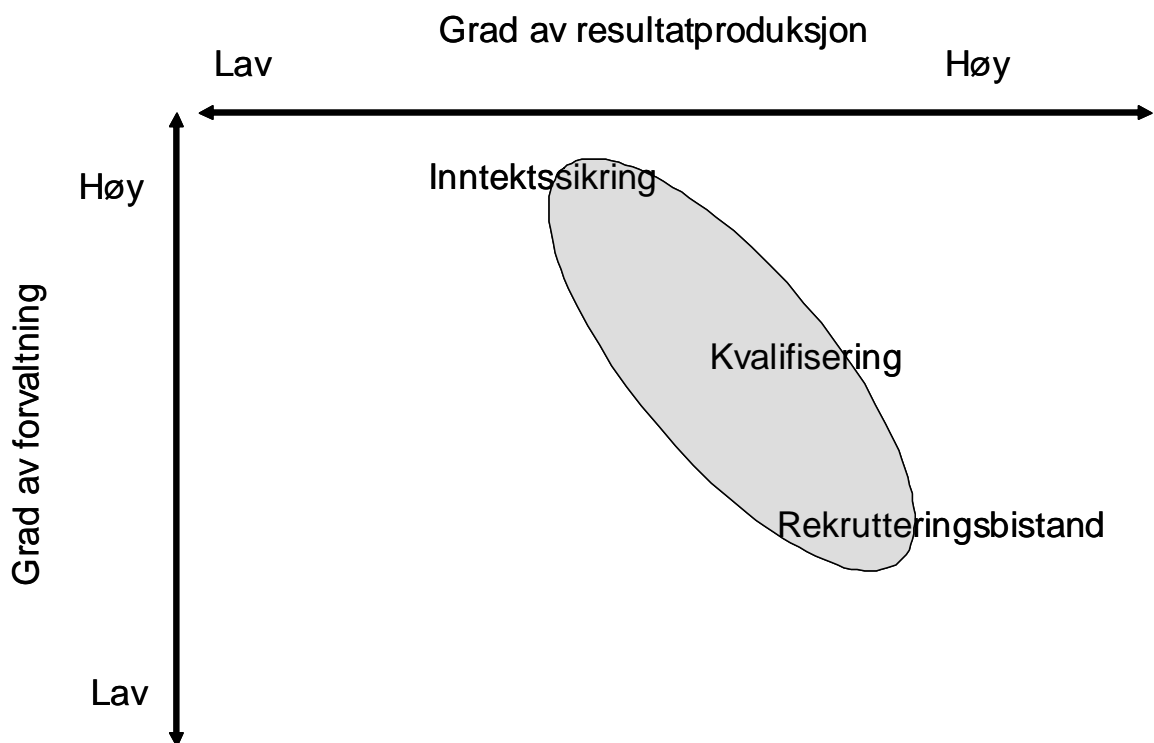 Grad av resultatproduksjon
Lav
Høy
Høy
Inntektssikring
Grad av forvaltning
Kvalifisering
Rekrutteringsbistand
Lav